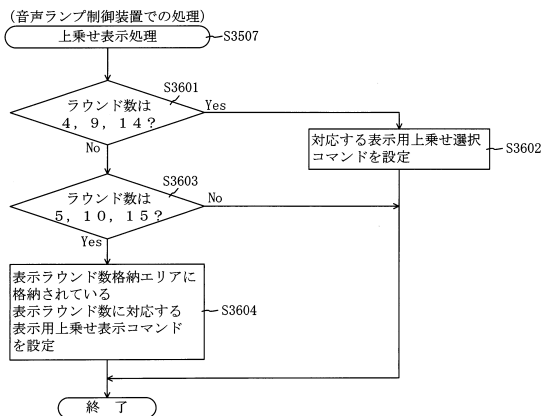 (音声ランプ制御装置での処理)
上乗せ表示処理
S3507
S3601
ラウンド数は
4, 9, 14?
Yes
No
対応する表示用上乗せ選択
コマンドを設定
S3602
S3603
ラウンド数は
5, 10, 15?
No
Yes
表示ラウンド数格納エリアに
格納されている
表示ラウンド数に対応する
表示用上乗せ表示コマンド
を設定
S3604
終 了